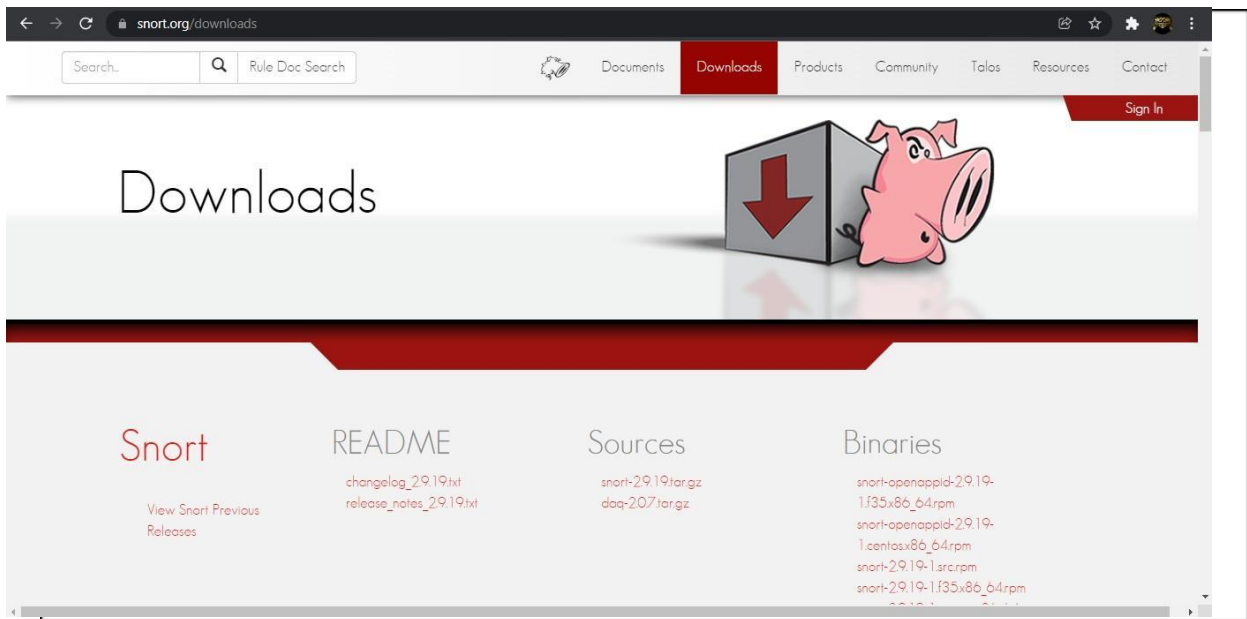 snort.org/downloads
Search..
Rule Doc Search
Documents
Downloads
Products
Community
Talos
Resources
Contact
Sign In
Downloads
Snort
View Snort Previous
Releases
README
changelog_2.9.19.txt
release_notes_2.9.19.txt
Sources
snort-2.9.19.tar.gz
daq-2.0.7.tar.gz
Binaries
snort-openappid-2.9.19-
1.f35.x86_64.rpm
snort-openappid-2.9.19-
1.centos.x86_64.rpm
snort-2.9.19-1.src.rpm
snort-2.9.19-1.f35.x86_64.rpm